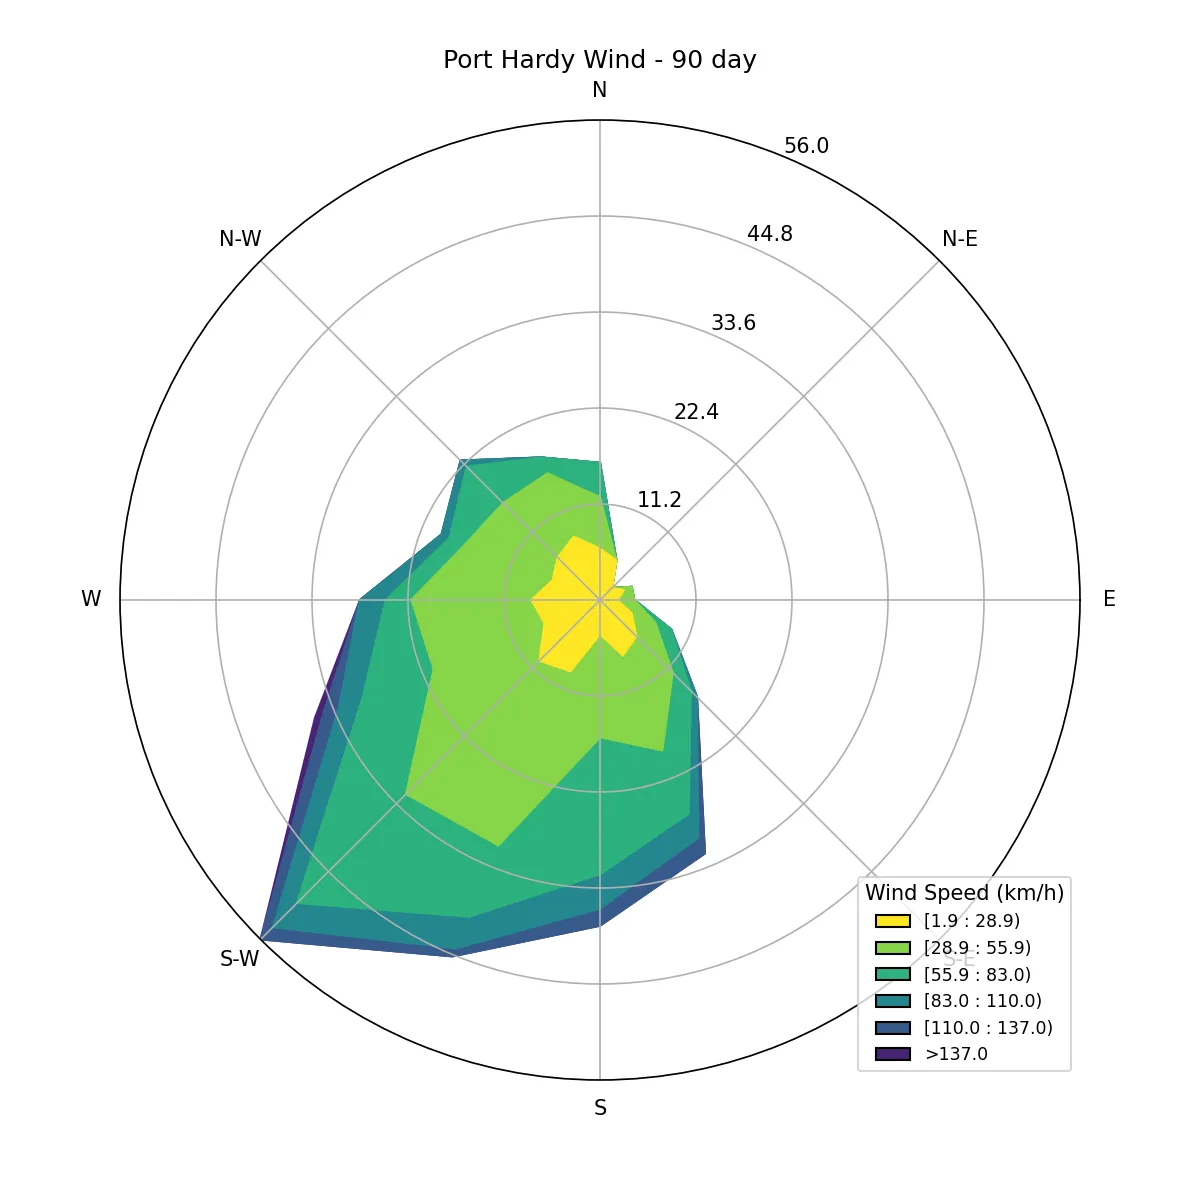 Port Hardy Wind - 90 day
N
56.0
N-W
44.8
N-E
33.6
22.4
11.2
W
E
S-W
S-E
Wind Speed (km/h)
[1.9 : 28.9)
[28.9 : 55.9)
[55.9 : 83.0)
[83.0 : 110.0)
[110.0 : 137.0)
>137.0
S